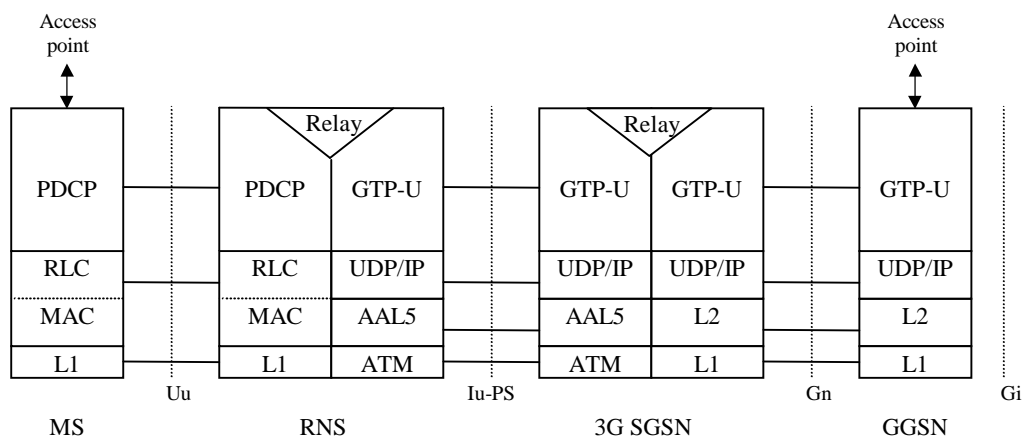 Access
point
Access
point
Relay
Relay
PDCP
PDCP
GTP-U
GTP-U
GTP-U
GTP-U
RLC
RLC
UDP/IP
UDP/IP
UDP/IP
UDP/IP
MAC
MAC
AAL5
AAL5
L2
L2
L1
L1
ATM
ATM
L1
L1
Uu
Iu-PS
Gn
Gi
MS
RNS
3G SGSN
GGSN